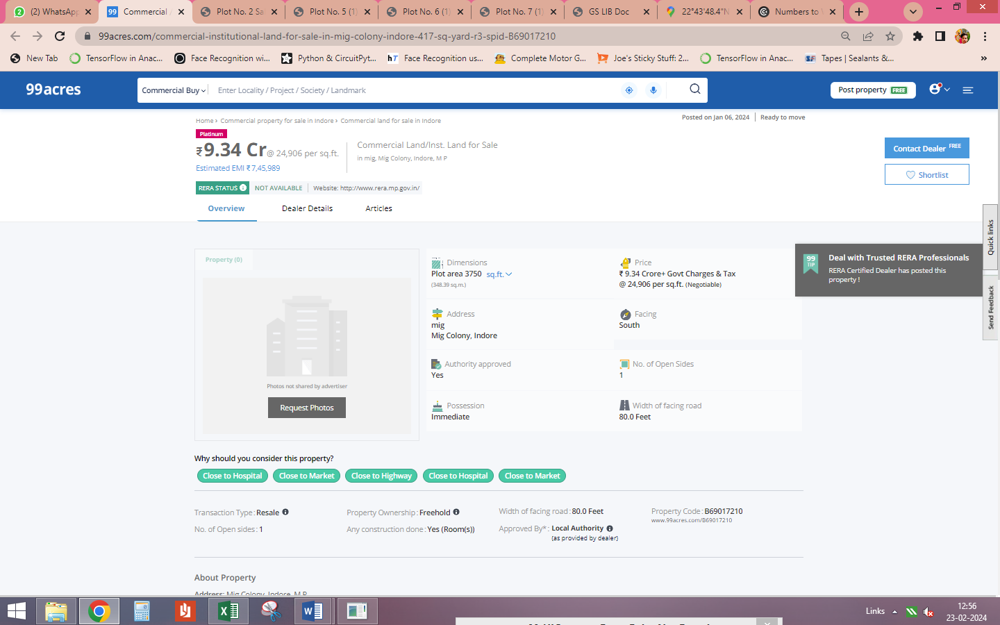 (2) WhatsApp
Commercial
Plot No. 2 Sa
Plot No. 5 (1)
Plot No. 6 (1)
Plot No. 7 (1)
GS LIB Doc
22°43'48.4"N
Numbers to
99acres.com/commercial-institutional-land-for-sale-in-mig-colony-indore-417-sq-yard-r3-spid-B69017210
New Tab
TensorFlow in Anac...
Face Recognition wi...
Python & CircuitPyt...
hT Face Recognition us...
Complete Motor G...
Joe's Sticky Stuff: 2...
TensorFlow in Anac...
SF Tapes | Sealants &...
»
99acres
Commercial Buy
Enter Locality / Project / Society / Landmark
Post property FREE
Home › Commercial property for sale in Indore › Commercial land for sale in Indore
Posted on Jan 06, 2024 | Ready to move
Platinum
₹9.34 Cr @ 24,906 per sq.ft.
Estimated EMI ₹7,45,989
Commercial Land/Inst. Land for Sale
in mig, Mig Colony, Indore, M P
Contact Dealer FREE
Shortlist
RERA STATUS NOT AVAILABLE | Website: http://www.rera.mp.gov.in/
Overview
Dealer Details
Articles
Quick links
Send Feedback
99 TIP
Deal with Trusted RERA Professionals
RERA Certified Dealer has posted this
property !
Property (0)
Photos not shared by advertiser
Request Photos
Dimensions
Plot area 3750 sq.ft.
(348.39 sq.m.)
Price
₹ 9.34 Crore+ Govt Charges & Tax
@ 24,906 per sq.ft. (Negotiable)
Address
mig
Mig Colony, Indore
Facing
South
Authority approved
Yes
No. of Open Sides
1
Possession
Immediate
Width of facing road
80.0 Feet
Why should you consider this property?
Close to Hospital
Close to Market
Close to Highway
Close to Hospital
Close to Market
Transaction Type : Resale
Property Ownership : Freehold
Width of facing road : 80.0 Feet
Property Code : B69017210
www.99acres.com/B69017210
No. of Open sides : 1
Any construction done : Yes (Room(s))
Approved By* : Local Authority
(as provided by dealer)
About Property
Address: Mig Colony, Indore, M P
Links
12:56
23-02-2024